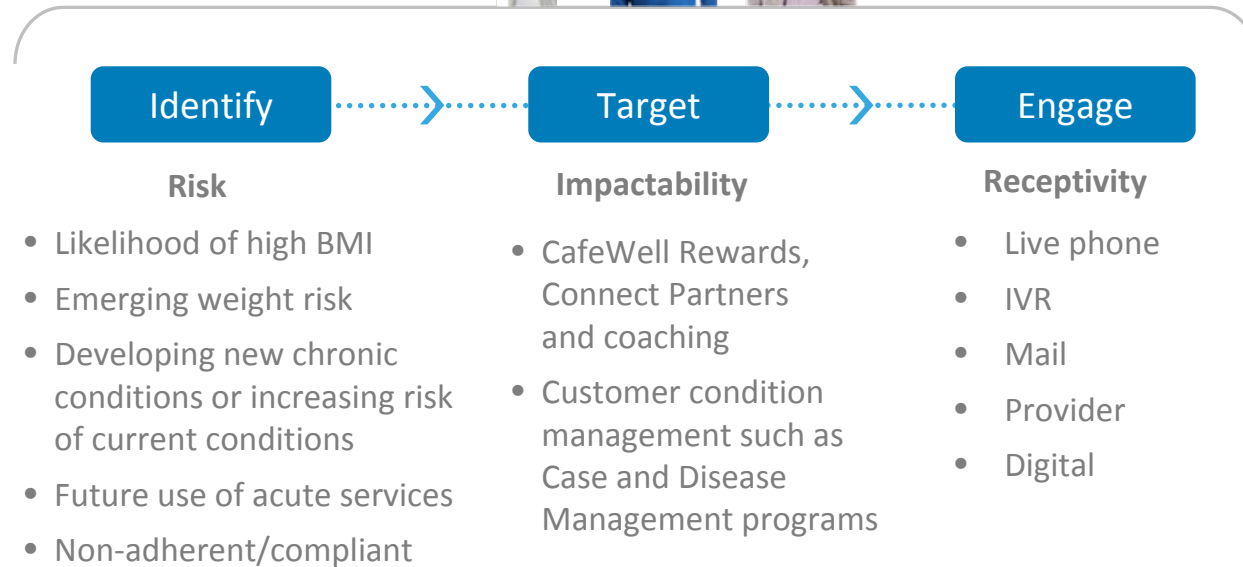 Identify
Target
Engage
Risk
• Likelihood of high BMI
• Emerging weight risk
• Developing new chronic
conditions or increasing risk
of current conditions
• Future use of acute services
• Non-adherent/compliant
Impactability
• CafeWell Rewards,
Connect Partners
and coaching
• Customer condition
management such as
Case and Disease
Management programs
Receptivity
• Live phone
• IVR
• Mail
• Provider
• Digital